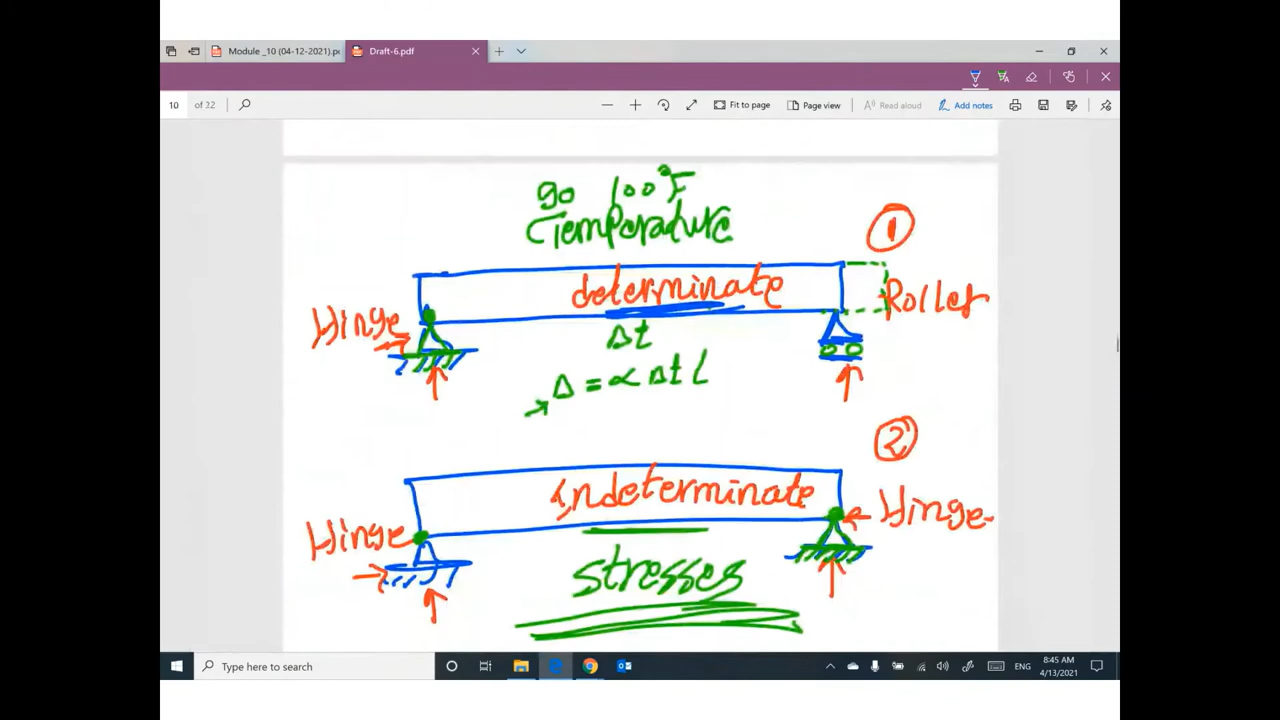 Module _10 (04-12-2021).pd
Draft-6.pdf
10 of 22
Fit to page
Page view
Read aloud
Add notes
90 100°F
Temperature
1
determinate
Hinge
Roller
Δt
Δ = ∝ Δt L
2
Indeterminate
Hinge
Hinge
stresses
Type here to search
ENG
8:45 AM
4/13/2021